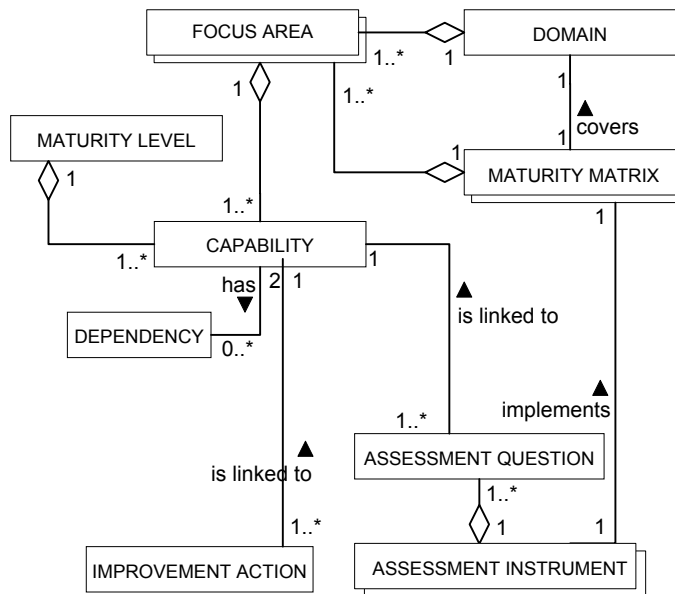 FOCUS AREA
DOMAIN
1..*
1
1
1..*
1
covers
MATURITY LEVEL
1
1
1
MATURITY MATRIX
1..*
1
1..*
CAPABILITY
1
has
2
1
is linked to
DEPENDENCY
0..*
1..*
implements
ASSESSMENT QUESTION
is linked to
1..*
1..*
1
1
IMPROVEMENT ACTION
ASSESSMENT INSTRUMENT